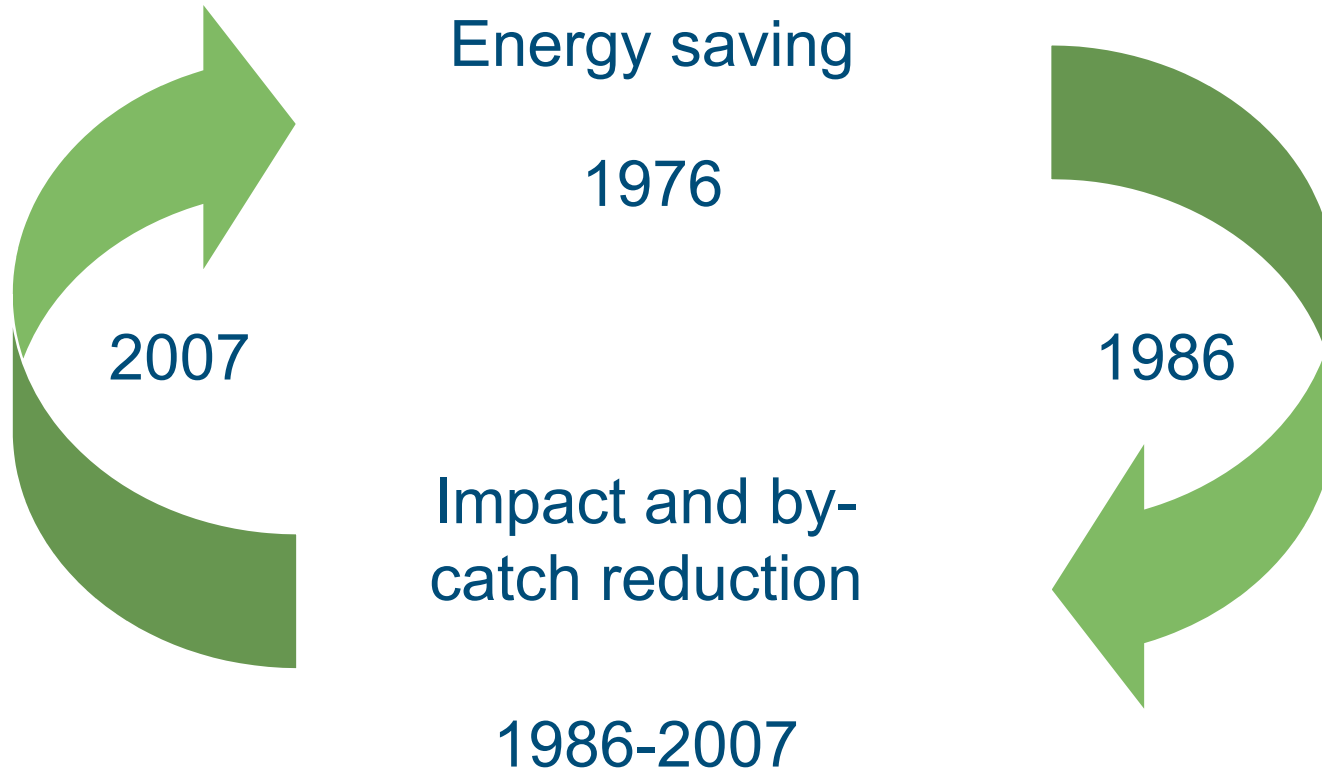 Energy saving
1976
2007
1986
Impact and by-
catch reduction
1986-2007